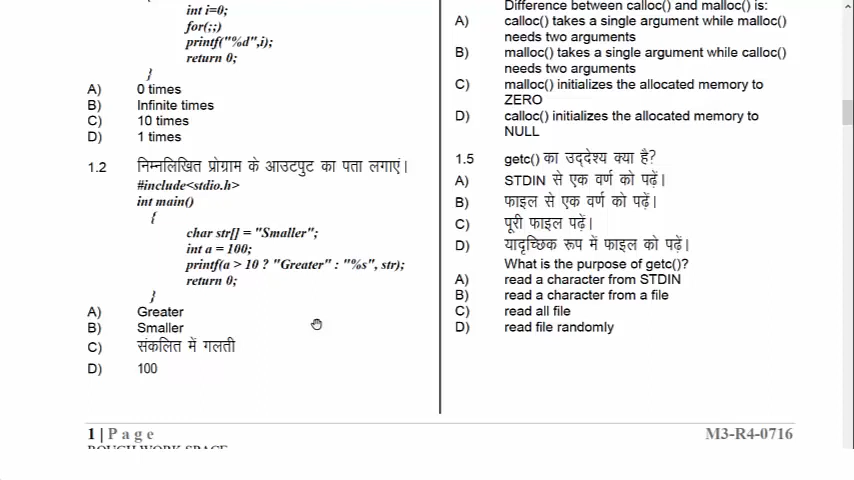 int i=0;
for(;;)
printf("%d",i);
return 0;
}
A) 0 times
B) Infinite times
C) 10 times
D) 1 times
1.2 निम्नलिखित प्रोग्राम के आउटपुट का पता लगाएं।
#include<stdio.h>
int main()
{
char str[] = "Smaller";
int a = 100;
printf(a > 10 ? "Greater" : "%s", str);
return 0;
}
A) Greater
B) Smaller
C) संकलित में गलती
D) 100
Difference between calloc() and malloc() is:
A) calloc() takes a single argument while malloc()
needs two arguments
B) malloc() takes a single argument while calloc()
needs two arguments
C) malloc() initializes the allocated memory to
ZERO
D) calloc() initializes the allocated memory to
NULL
1.5 getc() का उद्देश्य क्या है?
A) STDIN से एक वर्ण को पढ़ें।
B) फाइल से एक वर्ण को पढ़ें।
C) पूरी फाइल पढ़ें।
D) यादृच्छिक रूप में फाइल को पढ़ें।
What is the purpose of getc()?
A) read a character from STDIN
B) read a character from a file
C) read all file
D) read file randomly
1 | P a g e M3-R4-0716
ROUGH WORK SPACE